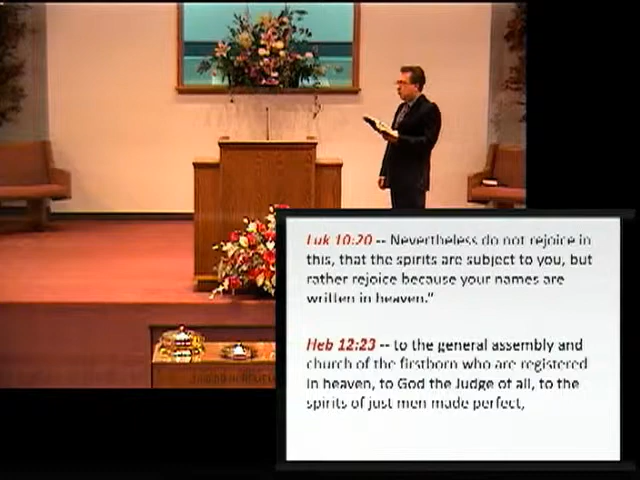 Luk 10:20 -- Nevertheless do not rejoice in
this, that the spirits are subject to you, but
rather rejoice because your names are
written in heaven."
Heb 12:23 -- to the general assembly and
church of the firstborn who are registered
in heaven, to God the Judge of all, to the
spirits of just men made perfect,